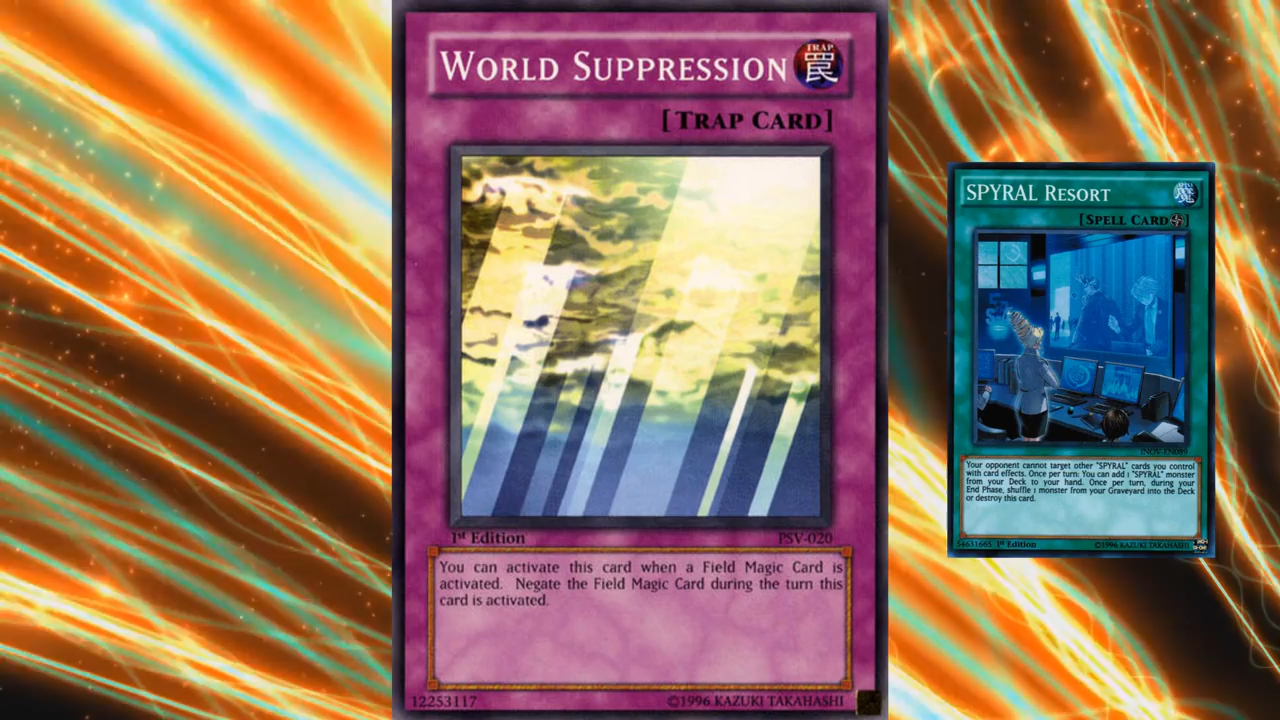 WORLD SUPPRESSION
TRAP
罠
[TRAP CARD]
1st Edition
PSV-020
You can activate this card when a Field Magic Card is
activated. Negate the Field Magic Card during the turn this
card is activated.
12253117
©1996 KAZUKI TAKAHASHI
SPYRAL RESORT
[SPELL CARD]
INOV-EN089
Your opponent cannot target other "SPYRAL" cards you control
with card effects. Once per turn: You can add 1 "SPYRAL" monster
from your Deck to your hand. Once per turn, during your
End Phase, shuffle 1 monster from your Graveyard into the Deck
or destroy this card.
54631665
1st Edition
©1996 KAZUKI TAKAHASHI